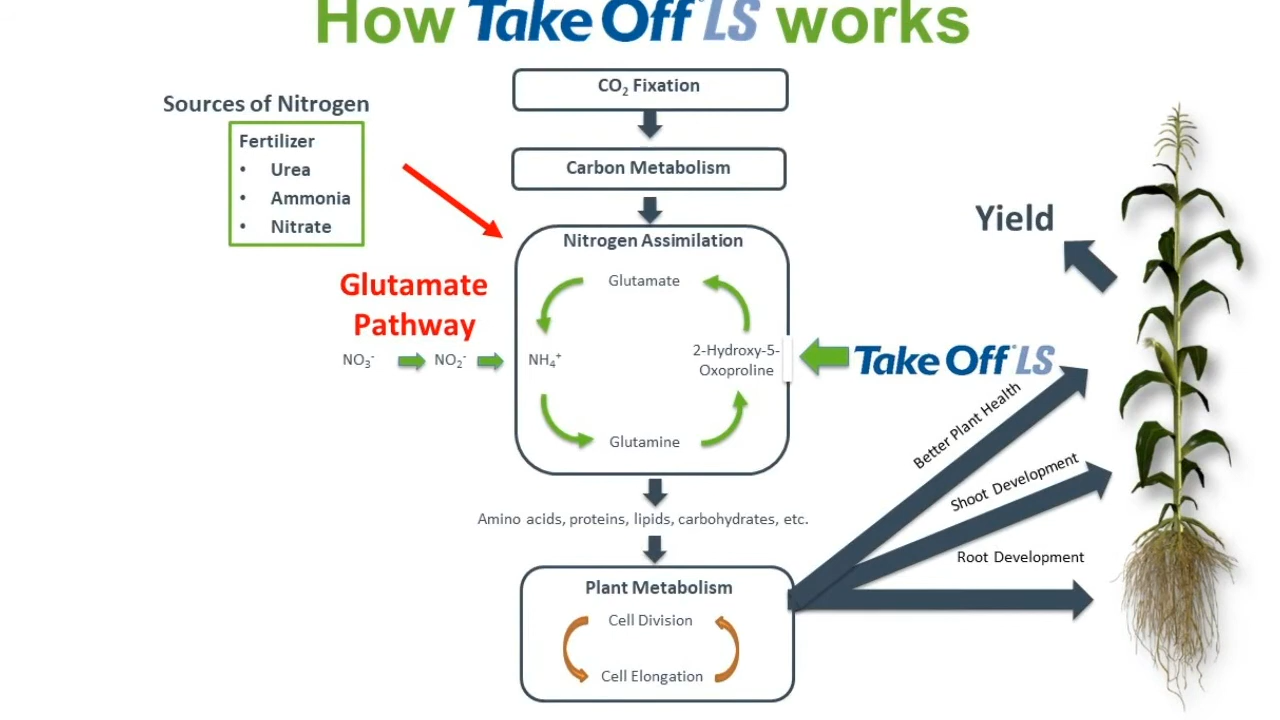 How Take Off® LS works
CO₂ Fixation
Sources of Nitrogen
Fertilizer
• Urea
• Ammonia
• Nitrate
Carbon Metabolism
Nitrogen Assimilation
Yield
Glutamate
Pathway
Glutamate
NO₃⁻
NO₂⁻
NH₄⁺
2-Hydroxy-5-
Oxoproline
Take Off® LS
Glutamine
Better Plant Health
Shoot Development
Root Development
Amino acids, proteins, lipids, carbohydrates, etc.
Plant Metabolism
Cell Division
Cell Elongation